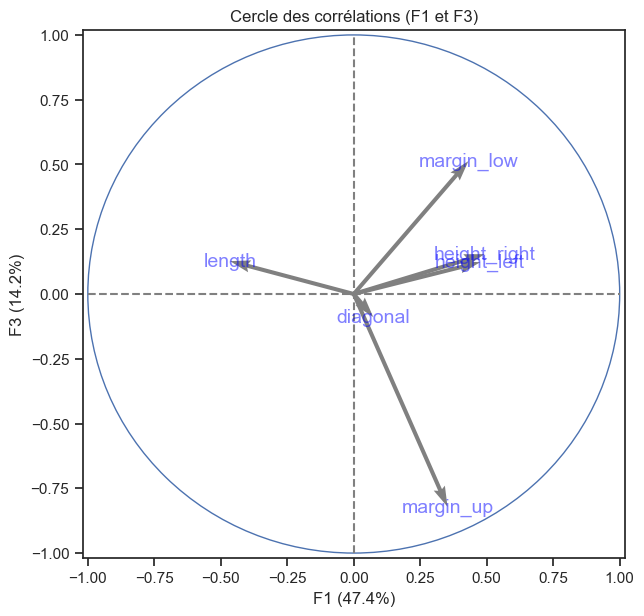 Cercle des corrélations (F1 et F3)
1.00
0.75
0.50
0.25
0.00
−0.25
−0.50
−0.75
−1.00
F3 (14.2%)
margin_low
height_right
height_left
length
diagonal
margin_up
−1.00 −0.75 −0.50 −0.25 0.00 0.25 0.50 0.75 1.00
F1 (47.4%)